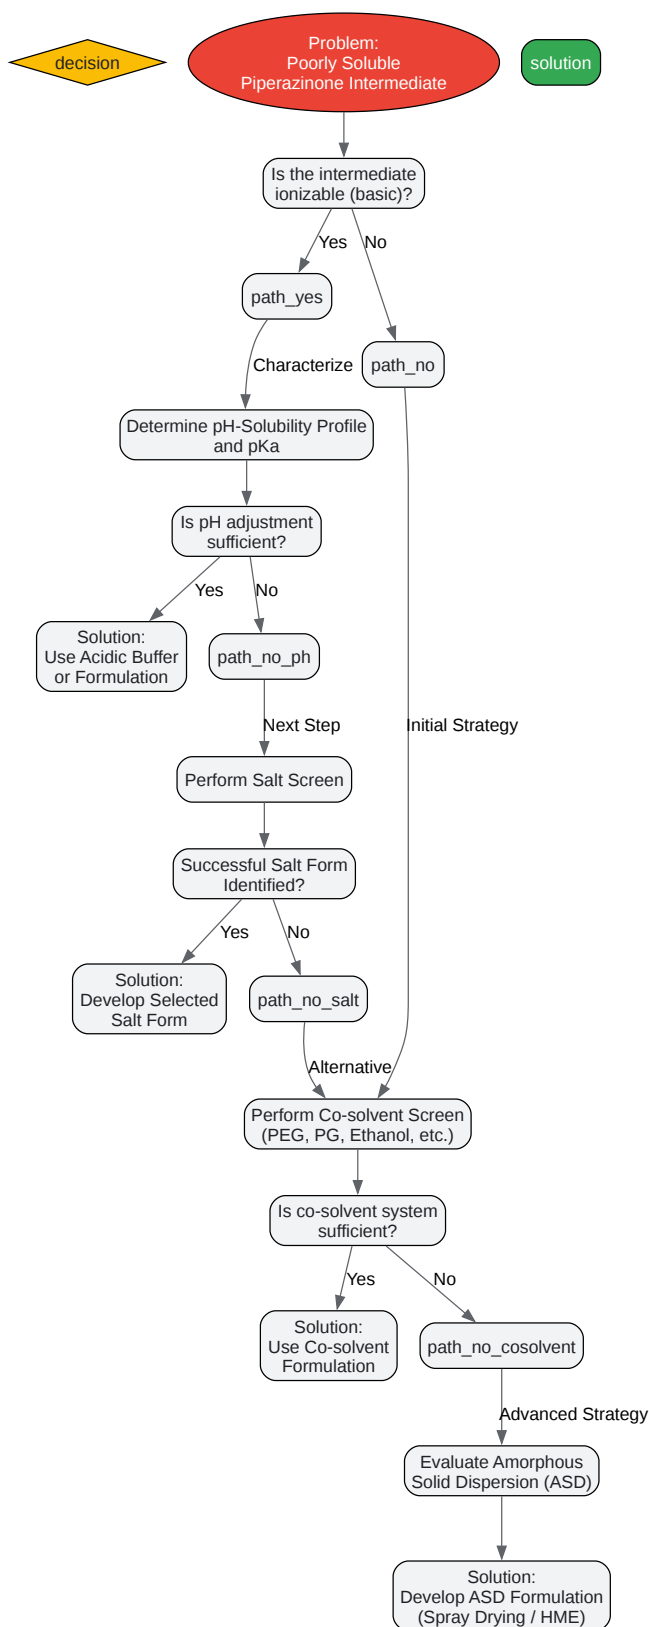 decision
Problem:
Poorly Soluble
Piperazinone Intermediate
solution
Is the intermediate
ionizable (basic)?
Yes
No
path_yes
path_no
Characterize
Determine pH-Solubility Profile
and pKa
Is pH adjustment
sufficient?
Yes
No
Solution:
Use Acidic Buffer
or Formulation
path_no_ph
Next Step
Initial Strategy
Perform Salt Screen
Successful Salt Form
Identified?
Yes
No
Solution:
Develop Selected
Salt Form
path_no_salt
Alternative
Perform Co-solvent Screen
(PEG, PG, Ethanol, etc.)
Is co-solvent system
sufficient?
Yes
No
Solution:
Use Co-solvent
Formulation
path_no_cosolvent
Advanced Strategy
Evaluate Amorphous
Solid Dispersion (ASD)
Solution:
Develop ASD Formulation
(Spray Drying / HME)